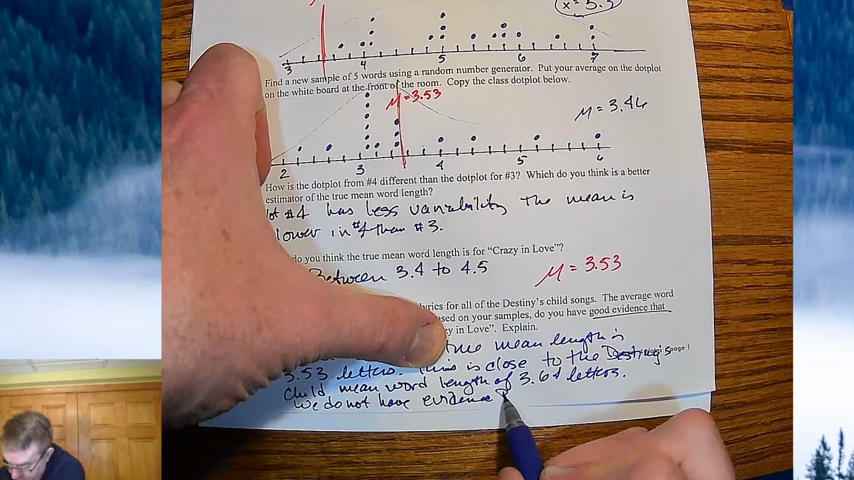 x̄ = 5.5
3 4 5 6 7
Find a new sample of 5 words using a random number generator. Put your average on the dotplot
on the white board at the front of the room. Copy the class dotplot below.
μ = 3.53
μ = 3.46
2 3 4 5 6
How is the dotplot from #4 different than the dotplot for #3? Which do you think is a better
estimator of the true mean word length?
lot #4 has less variability The mean is
lower in #4 than #3.
do you think the true mean word length is for "Crazy in Love"?
Between 3.4 to 4.5
μ = 3.53
lyrics for all of the Destiny's child songs. The average word
ased on your samples, do you have good evidence that
zy in Love". Explain.
true mean length is
page 1
3.53 letters. This is close to the Destiny's
child mean word length of 3.64 letters.
we do not have evidence